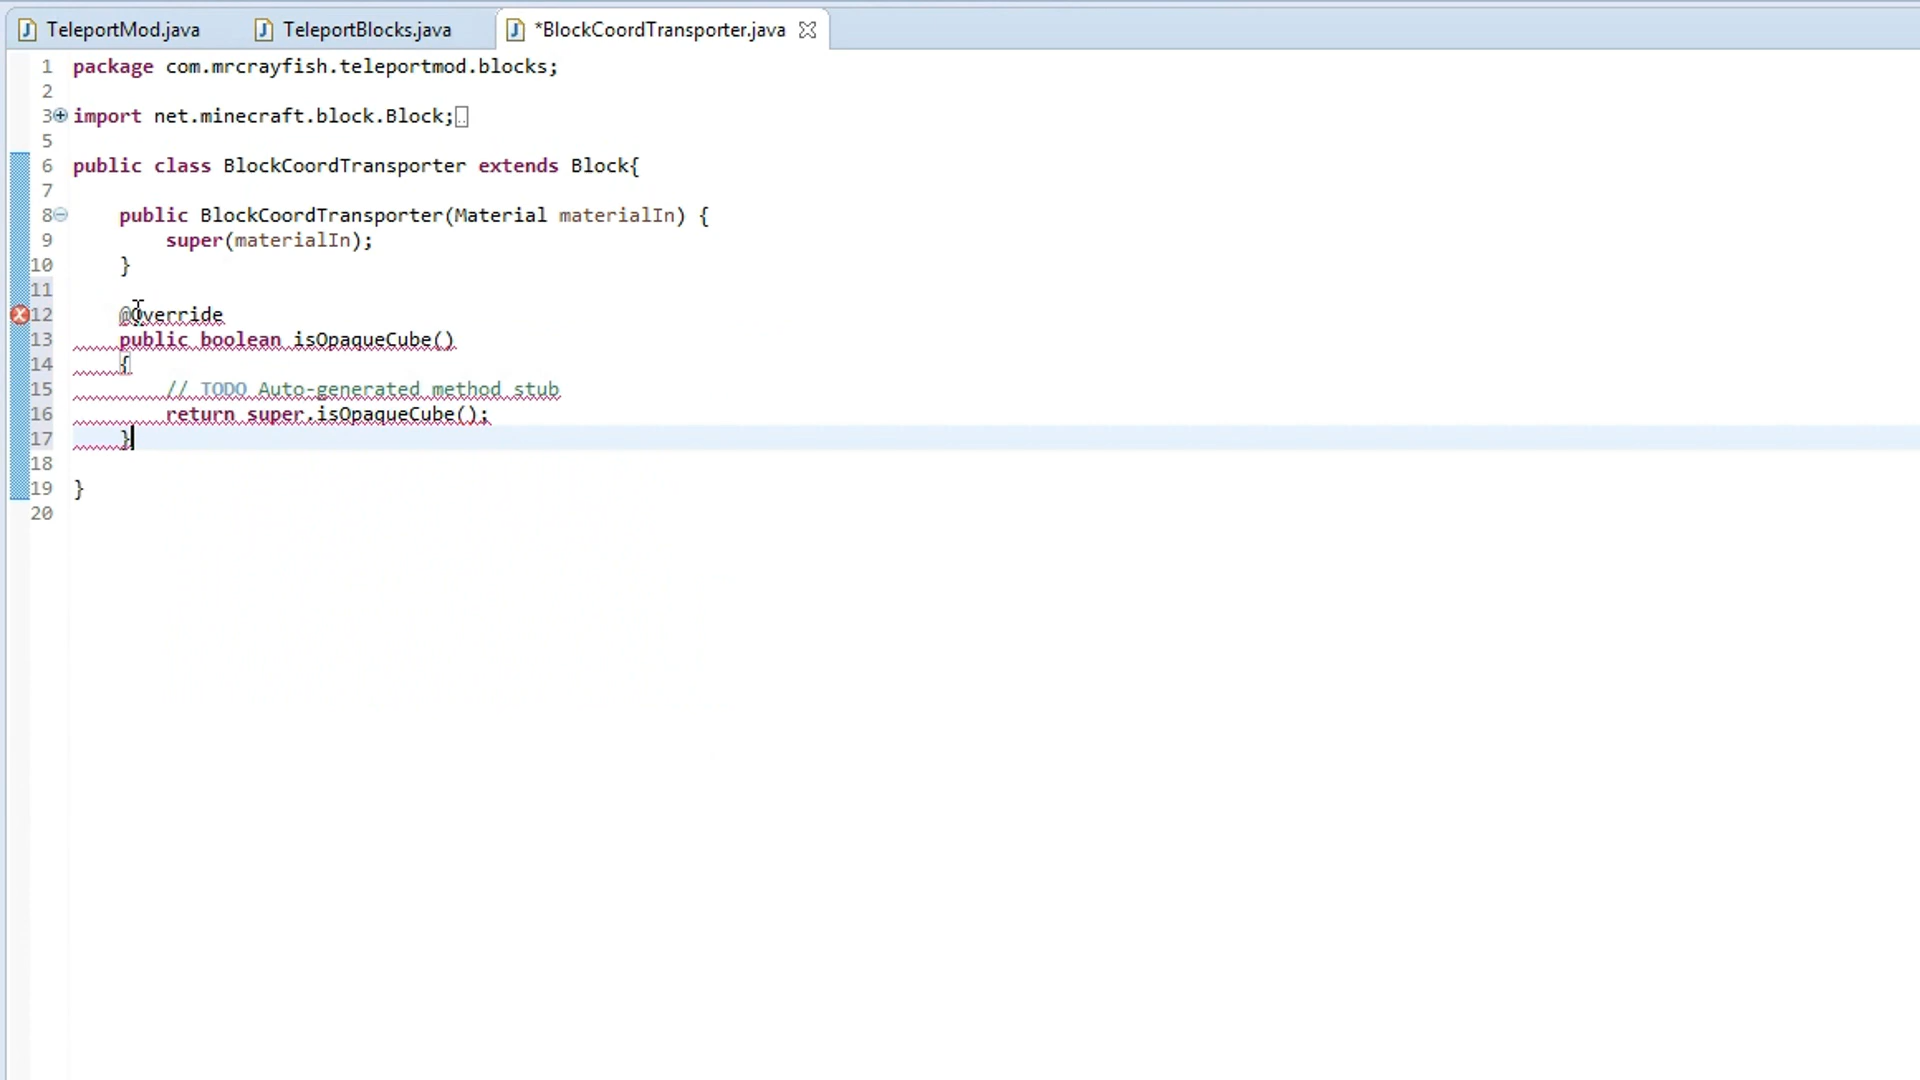 TeleportMod.java TeleportBlocks.java *BlockCoordTransporter.java
1 package com.mrcrayfish.teleportmod.blocks;
2
3 import net.minecraft.block.Block;
5
6 public class BlockCoordTransporter extends Block{
7
8 public BlockCoordTransporter(Material materialIn) {
9 super(materialIn);
10 }
11
12 @Override
13 public boolean isOpaqueCube()
14 {
15 // TODO Auto-generated method stub
16 return super.isOpaqueCube();
17 }
18
19 }
20